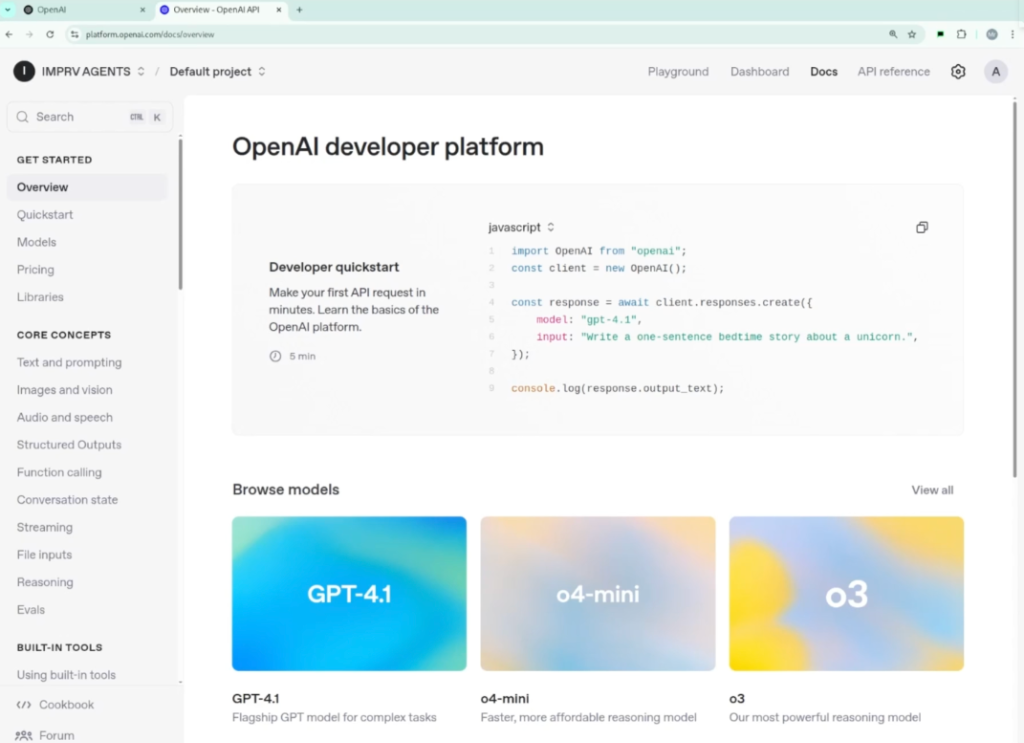 OpenAI
Overview - OpenAI API
platform.openai.com/docs/overview
I IMPRV AGENTS / Default project
Playground Dashboard Docs API reference A
Search CTRL K
GET STARTED
Overview
Quickstart
Models
Pricing
Libraries
CORE CONCEPTS
Text and prompting
Images and vision
Audio and speech
Structured Outputs
Function calling
Conversation state
Streaming
File inputs
Reasoning
Evals
BUILT-IN TOOLS
Using built-in tools
Cookbook
Forum
OpenAI developer platform
Developer quickstart
Make your first API request in
minutes. Learn the basics of the
OpenAI platform.
5 min
javascript
1 import OpenAI from "openai";
2 const client = new OpenAI();
3
4 const response = await client.responses.create({
5     model: "gpt-4.1",
6     input: "Write a one-sentence bedtime story about a unicorn.",
7 });
8
9 console.log(response.output_text);
Browse models
View all
GPT-4.1
o4-mini
o3
GPT-4.1
Flagship GPT model for complex tasks
o4-mini
Faster, more affordable reasoning model
o3
Our most powerful reasoning model